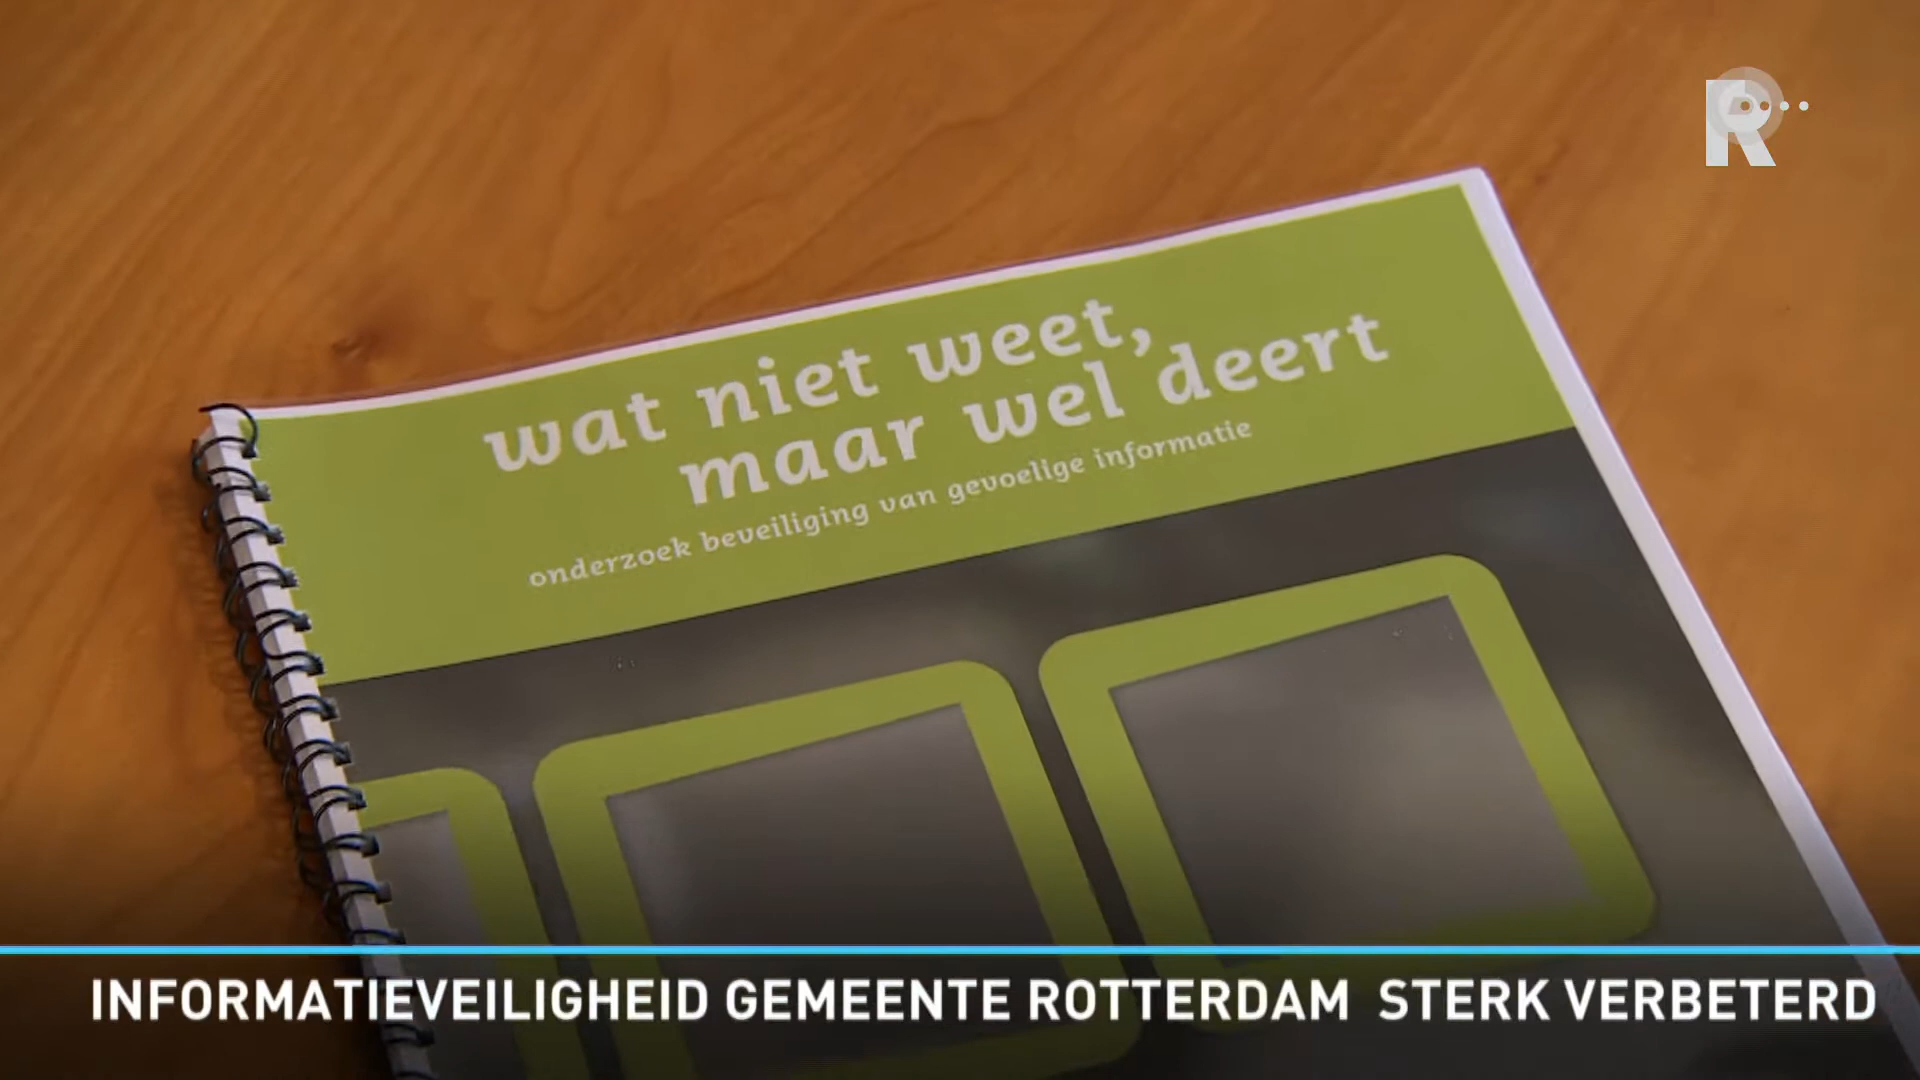 R
wat niet weet,
maar wel deert
onderzoek beveiliging van gevoelige informatie
INFORMATIEVEILIGHEID GEMEENTE ROTTERDAM STERK VERBETERD